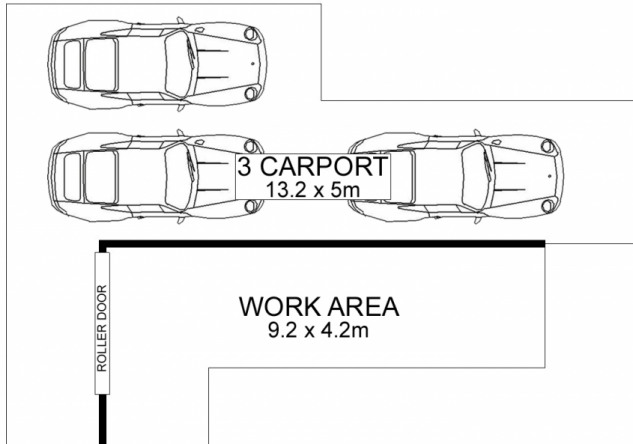 3 CARPORT
13.2 x 5m
WORK AREA
9.2 x 4.2m
ROLLER DOOR